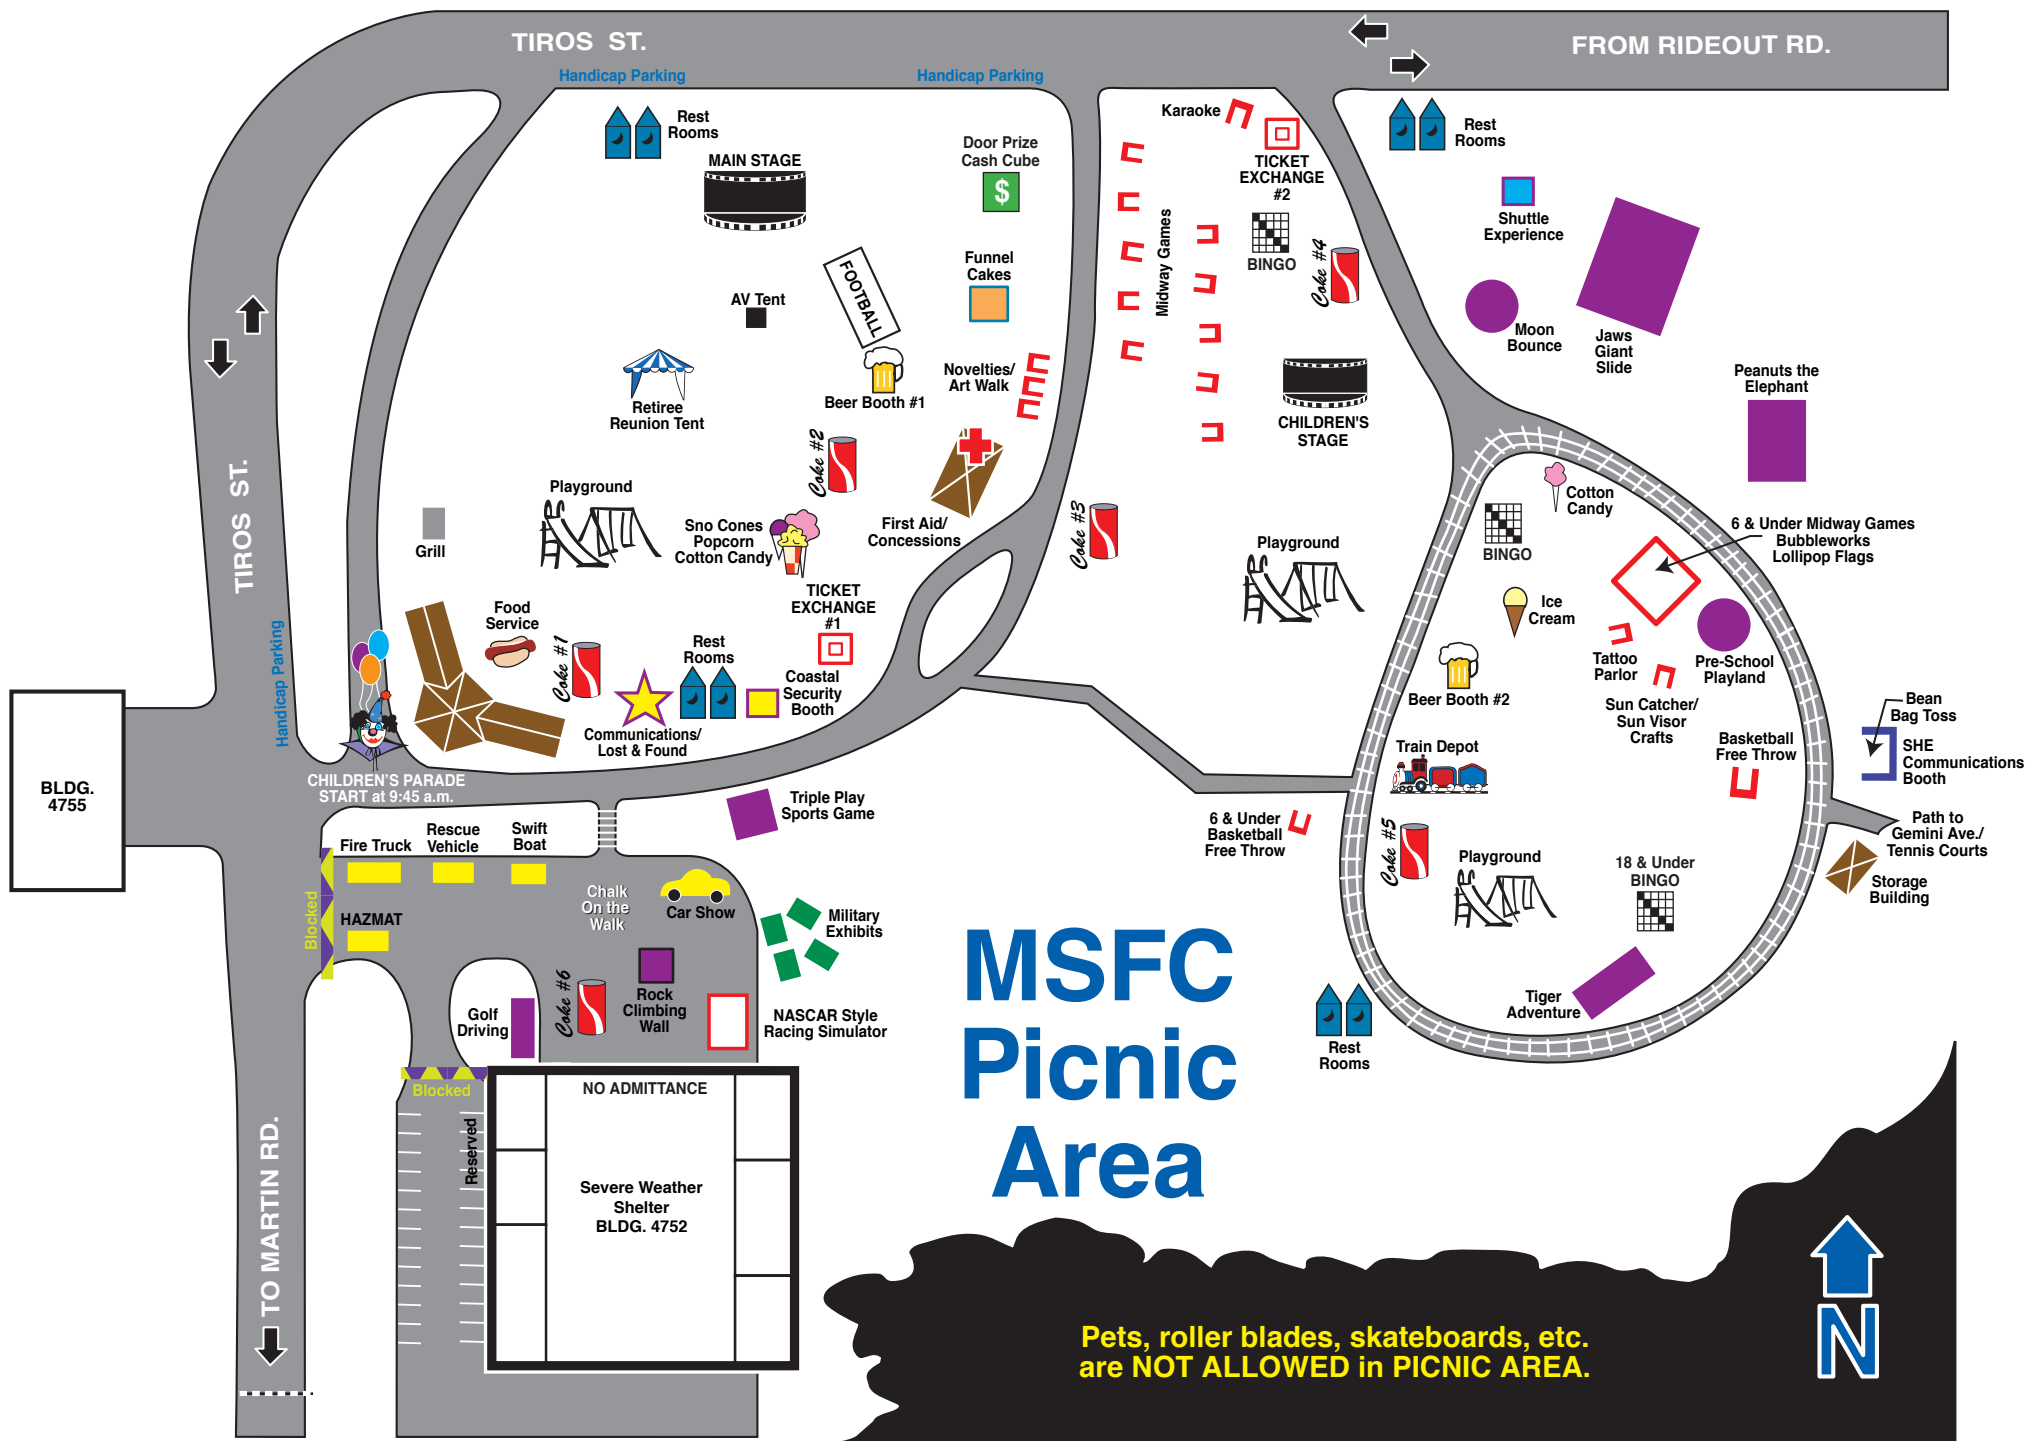 TIROS ST.
FROM RIDEOUT RD.
Handicap Parking
Handicap Parking
Rest
Rooms
MAIN STAGE
Door Prize
Cash Cube
$
Karaoke
TICKET
EXCHANGE
#2
Rest
Rooms
Shuttle
Experience
Midway Games
BINGO
Coke #4
Funnel
Cakes
FOOTBALL
AV Tent
Moon
Bounce
Jaws
Giant
Slide
Retiree
Reunion Tent
Beer Booth #1
Novelties/
Art Walk
Peanuts the
Elephant
CHILDREN'S
STAGE
Coke #2
TIROS ST.
Playground
Grill
Sno Cones
Popcorn
Cotton Candy
First Aid/
Concessions
Coke #3
Playground
Cotton
Candy
BINGO
6 & Under Midway Games
Bubbleworks
Lollipop Flags
Ice
Cream
TICKET
EXCHANGE
#1
Food
Service
Coke #1
Rest
Rooms
Coastal
Security
Booth
Communications/
Lost & Found
Handicap Parking
Tattoo
Parlor
Pre-School
Playland
Sun Catcher/
Sun Visor
Crafts
Beer Booth #2
Bean
Bag Toss
SHE
Communications
Booth
Basketball
Free Throw
Train Depot
BLDG.
4755
CHILDREN'S PARADE
START at 9:45 a.m.
Triple Play
Sports Game
6 & Under
Basketball
Free Throw
Coke #5
Playground
18 & Under
BINGO
Path to
Gemini Ave./
Tennis Courts
Storage
Building
Fire Truck
Rescue
Vehicle
Swift
Boat
Blocked
HAZMAT
Chalk
On the
Walk
Car Show
Military
Exhibits
Golf
Driving
Coke #6
Rock
Climbing
Wall
NASCAR Style
Racing Simulator
Tiger
Adventure
Rest
Rooms
MSFC
Picnic
Area
Blocked
Reserved
NO ADMITTANCE
Severe Weather
Shelter
BLDG. 4752
TO MARTIN RD.
Pets, roller blades, skateboards, etc.
are NOT ALLOWED in PICNIC AREA.
N